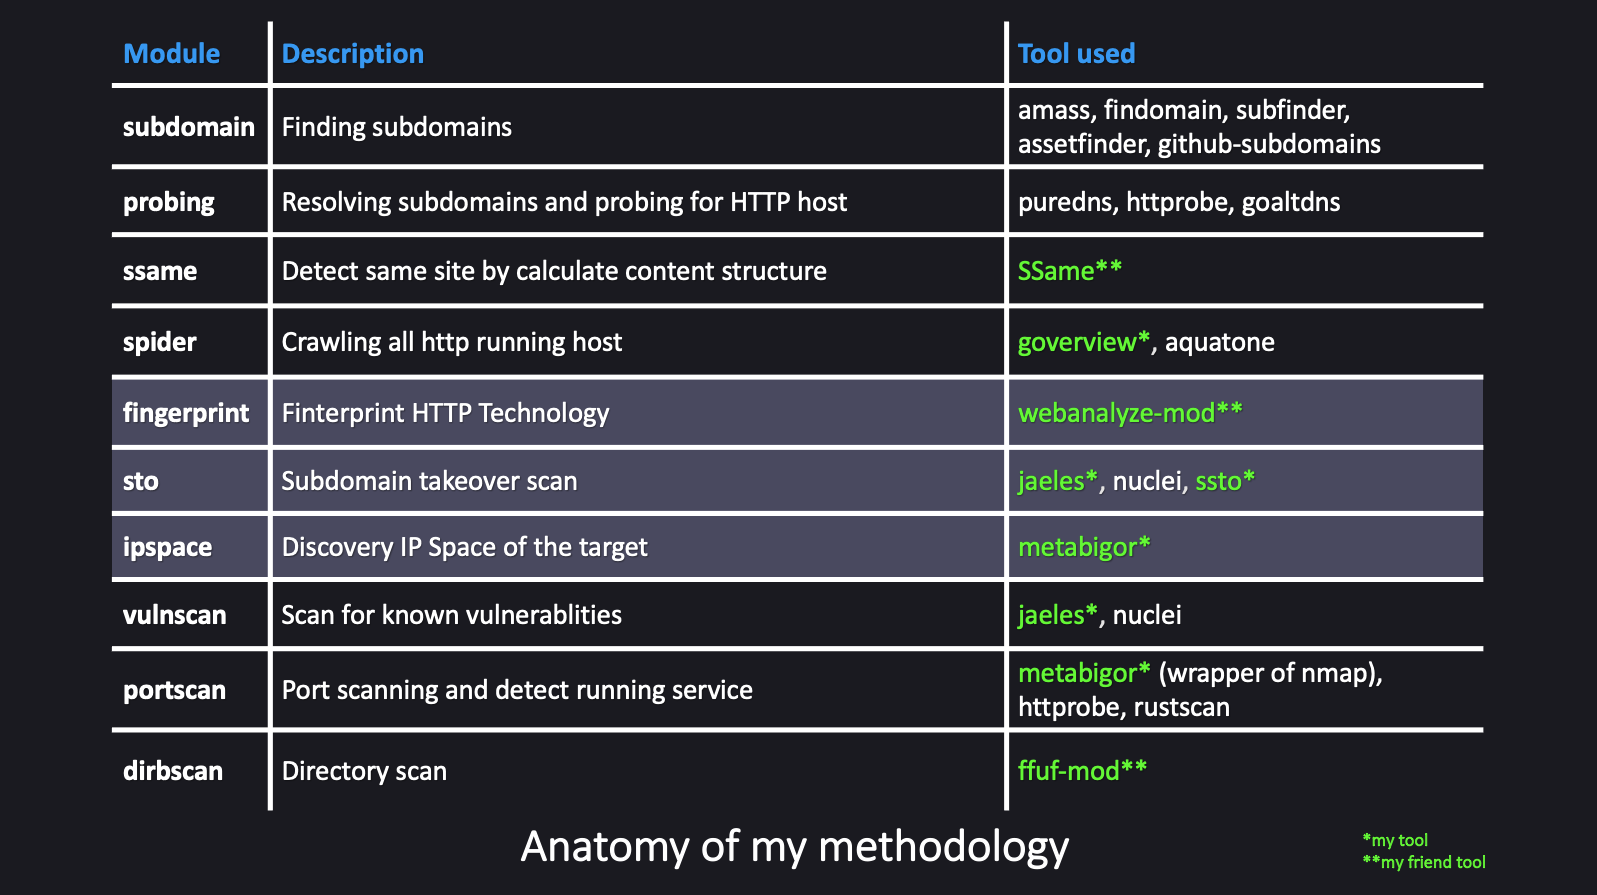 Module Description Tool used
subdomain Finding subdomains amass, findomain, subfinder,
assetfinder, github-subdomains
probing Resolving subdomains and probing for HTTP host puredns, httprobe, goaltdns
ssame Detect same site by calculate content structure SSame**
spider Crawling all http running host goverview*, aquatone
fingerprint Finterprint HTTP Technology webanalyze-mod**
sto Subdomain takeover scan jaeles*, nuclei, ssto*
ipspace Discovery IP Space of the target metabigor*
vulnscan Scan for known vulnerablities jaeles*, nuclei
portscan Port scanning and detect running service metabigor* (wrapper of nmap),
httprobe, rustscan
dirbscan Directory scan ffuf-mod**
Anatomy of my methodology
*my tool
**my friend tool